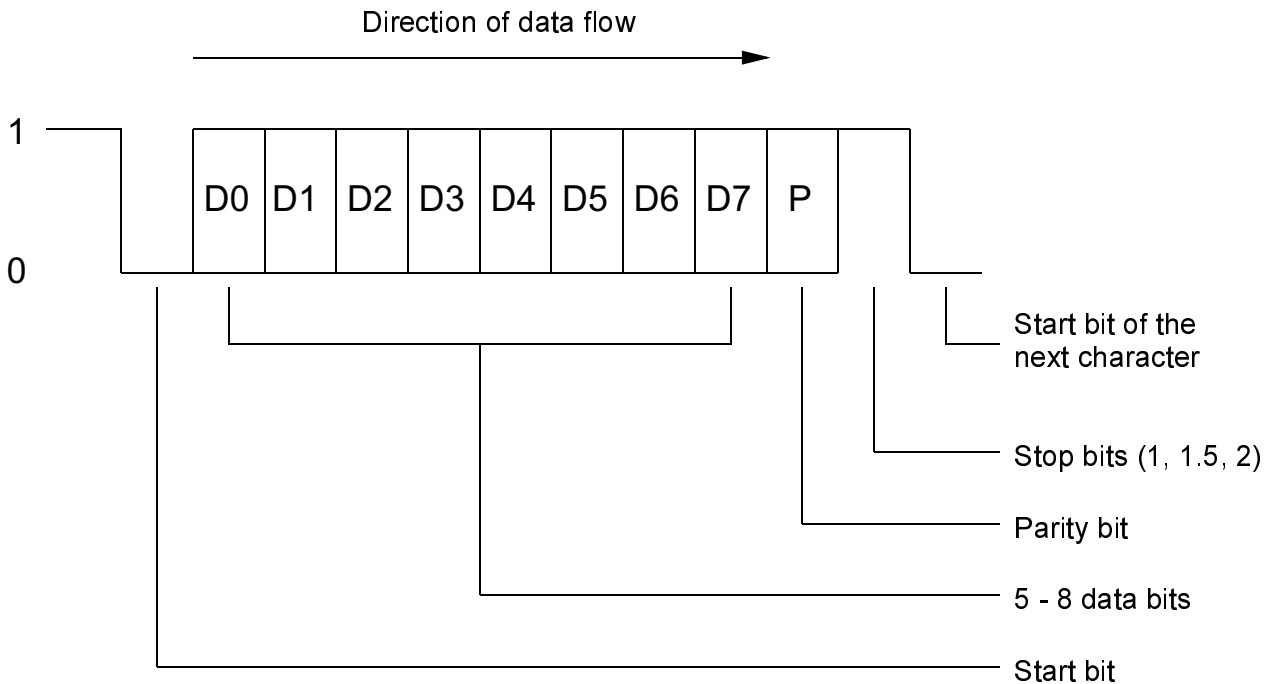 Direction of data flow
1
D0 D1 D2 D3 D4 D5 D6 D7 P
0
Start bit of the
next character
Stop bits (1, 1.5, 2)
Parity bit
5 - 8 data bits
Start bit